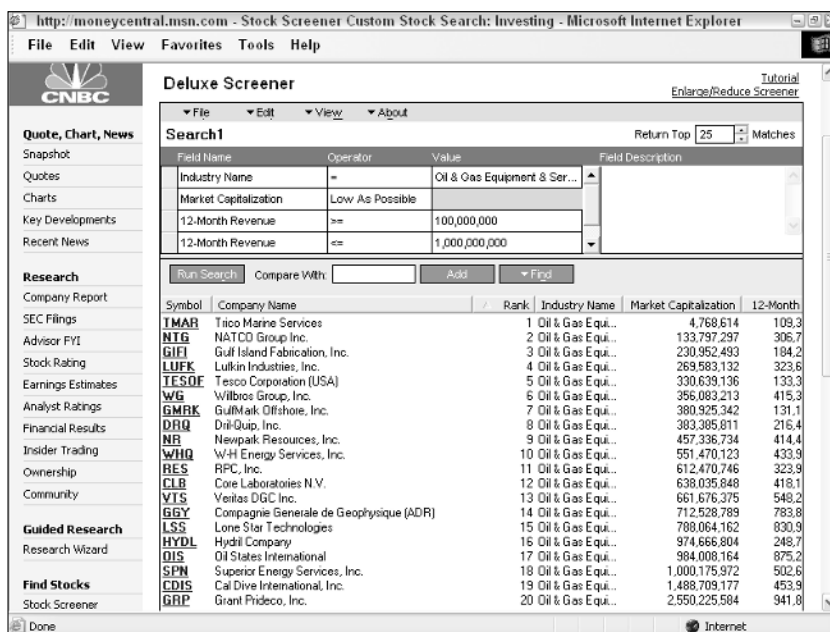 http://moneycentral.msn.com - Stock Screener Custom Stock Search: Investing - Microsoft Internet Explorer
File Edit View Favorites Tools Help
CNBC
Quote, Chart, News
Snapshot
Quotes
Charts
Key Developments
Recent News
Research
Company Report
SEC Filings
Advisor FYI
Stock Rating
Earnings Estimates
Analyst Ratings
Financial Results
Insider Trading
Ownership
Community
Guided Research
Research Wizard
Find Stocks
Stock Screener
Deluxe Screener
Tutorial
Enlarge/Reduce Screener
File Edit View About
Search1 Return Top 25 Matches
Field Name Operator Value Field Description
Industry Name = Oil & Gas Equipment & Ser...
Market Capitalization Low As Possible
12-Month Revenue >= 100,000,000
12-Month Revenue <= 1,000,000,000
Run Search Compare With: Add Find
Symbol Company Name Rank Industry Name Market Capitalization 12-Month
TMAR Trico Marine Services 1 Oil & Gas Equi... 4,768,614 109,3
NTG NATCO Group Inc. 2 Oil & Gas Equi... 133,797,297 306,7
GIFI Gulf Island Fabrication, Inc. 3 Oil & Gas Equi... 230,952,493 184,2
LUFK Lufkin Industries, Inc. 4 Oil & Gas Equi... 269,583,132 323,6
TESOF Tesco Corporation (USA) 5 Oil & Gas Equi... 330,639,136 133,3
WG Willbros Group, Inc. 6 Oil & Gas Equi... 356,083,213 415,3
GMRK GulfMark Offshore, Inc. 7 Oil & Gas Equi... 380,925,342 131,1
DRQ Dril-Quip, Inc. 8 Oil & Gas Equi... 383,385,811 216,4
NR Newpark Resources, Inc. 9 Oil & Gas Equi... 457,336,734 414,4
WHQ W-H Energy Services, Inc. 10 Oil & Gas Equi... 551,470,123 433,9
RES RPC, Inc. 11 Oil & Gas Equi... 612,470,746 323,9
CLB Core Laboratories N.V. 12 Oil & Gas Equi... 638,035,848 418,1
VTS Veritas DGC Inc. 13 Oil & Gas Equi... 661,676,375 548,2
GGY Compagnie Generale de Geophysique (ADR) 14 Oil & Gas Equi... 712,528,789 783,8
LSS Lone Star Technologies 15 Oil & Gas Equi... 788,064,162 830,9
HYDL Hydril Company 16 Oil & Gas Equi... 974,666,804 248,7
OIS Oil States International 17 Oil & Gas Equi... 984,008,164 875,2
SPN Superior Energy Services, Inc. 18 Oil & Gas Equi... 1,000,175,972 502,6
CDIS Cal Dive International, Inc. 19 Oil & Gas Equi... 1,488,709,177 453,9
GRP Grant Prideco, Inc. 20 Oil & Gas Equi... 2,550,225,584 941,8
Done Internet